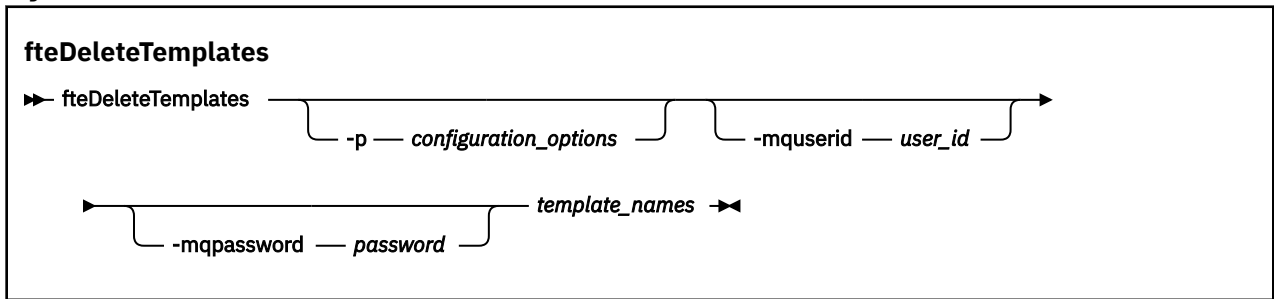 fteDeleteTemplates
fteDeleteTemplates
-p configuration_options -mquserid user_id
template_names
-mqpassword password